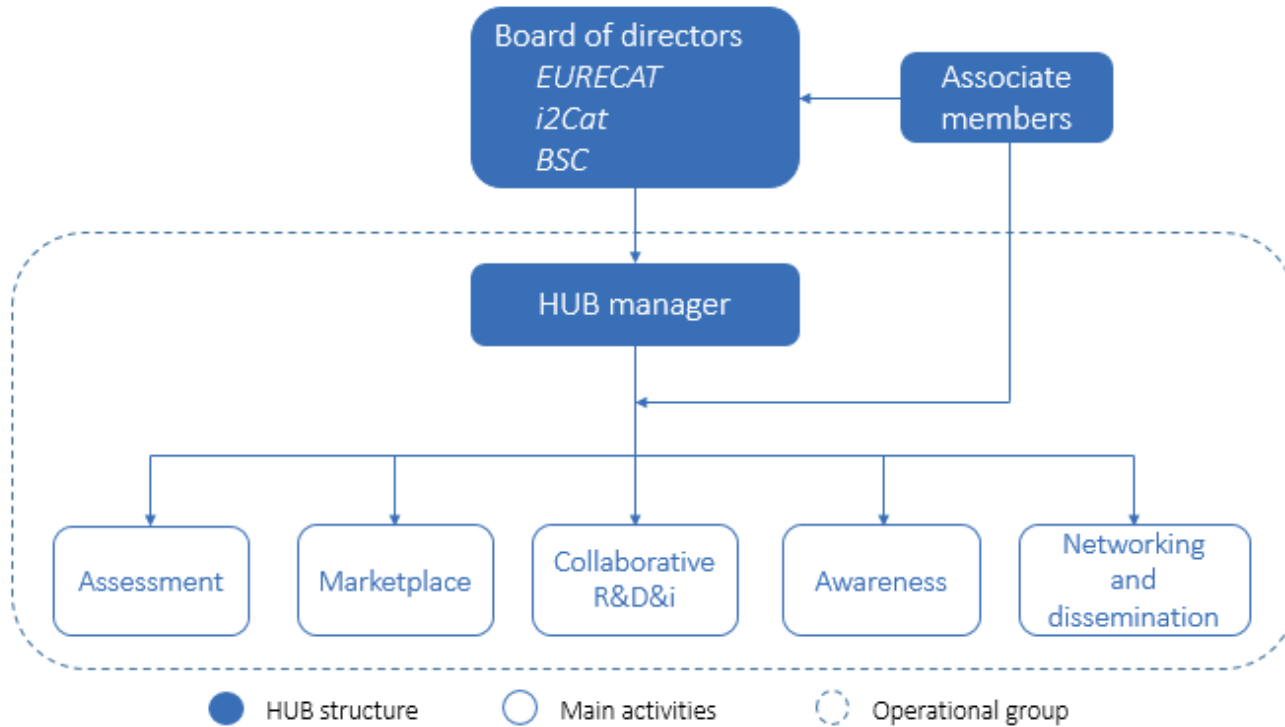 Board of directors
EURECAT
i2Cat
BSC
Associate
members
HUB manager
Assessment
Marketplace
Collaborative
R&D&i
Awareness
Networking
and
dissemination
HUB structure
Main activities
Operational group